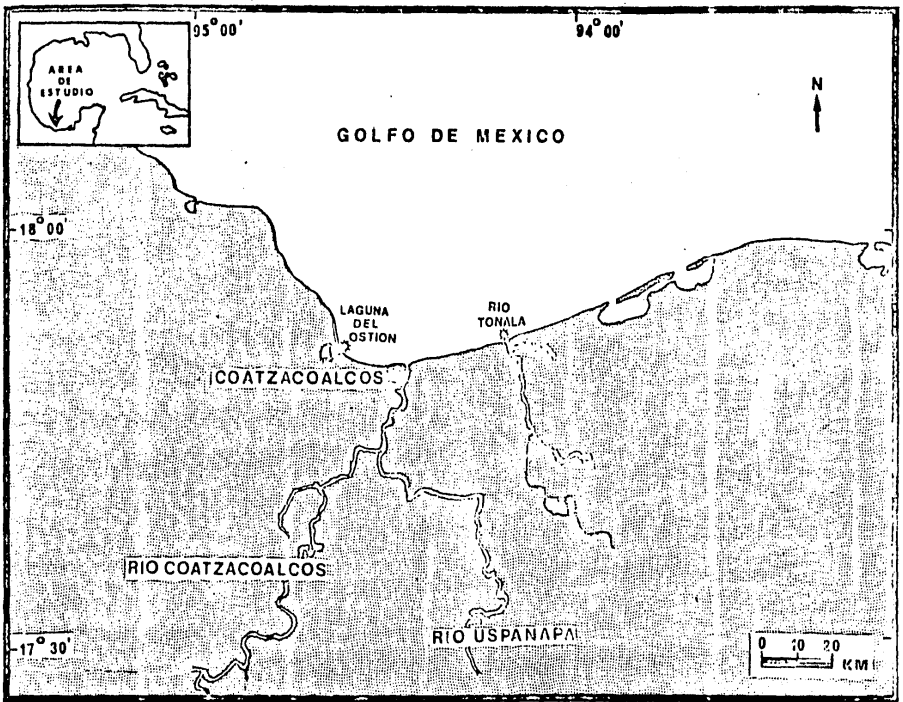 95°00'
94°00'
AREA
DE
ESTUDIO
N
GOLFO DE MEXICO
18°00'
LAGUNA
DEL
OSTION
RIO
TONALA
COATZACOALCOS
RIO COATZACOALCOS
RIO USPANAPA
17°30'
0 10 20
KM